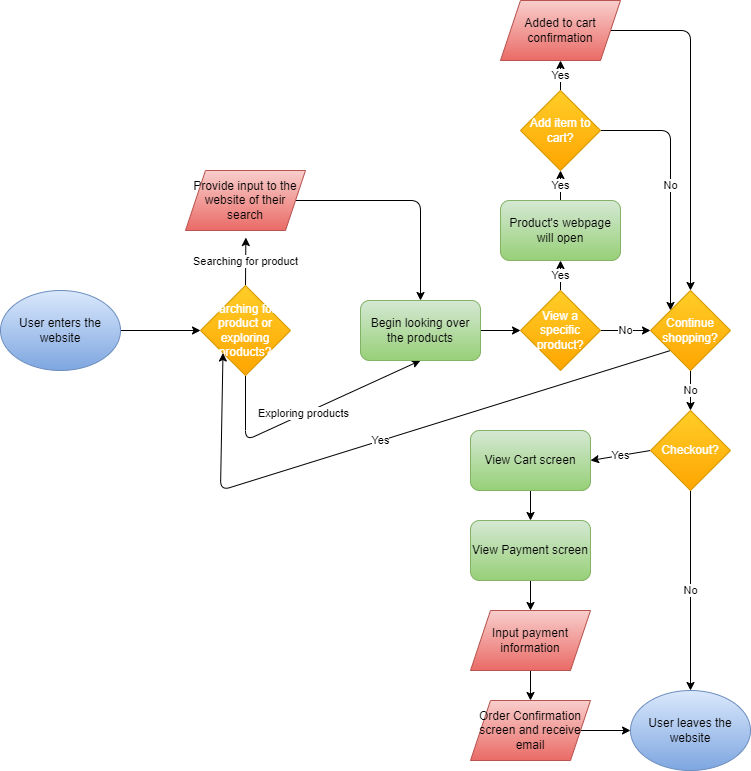 Added to cart
confirmation
Yes
Add item to
cart?
No
Provide input to the
website of their
search
Yes
Product's webpage
will open
Searching for product
Yes
User enters the
website
arching fo
product or
exploring
products?
Begin looking over
the products
View a
specific
product?
No
Continue
shopping?
No
Exploring products
Yes
Checkout?
Yes
View Cart screen
View Payment screen
No
Input payment
information
Order Confirmation
screen and receive
email
User leaves the
website